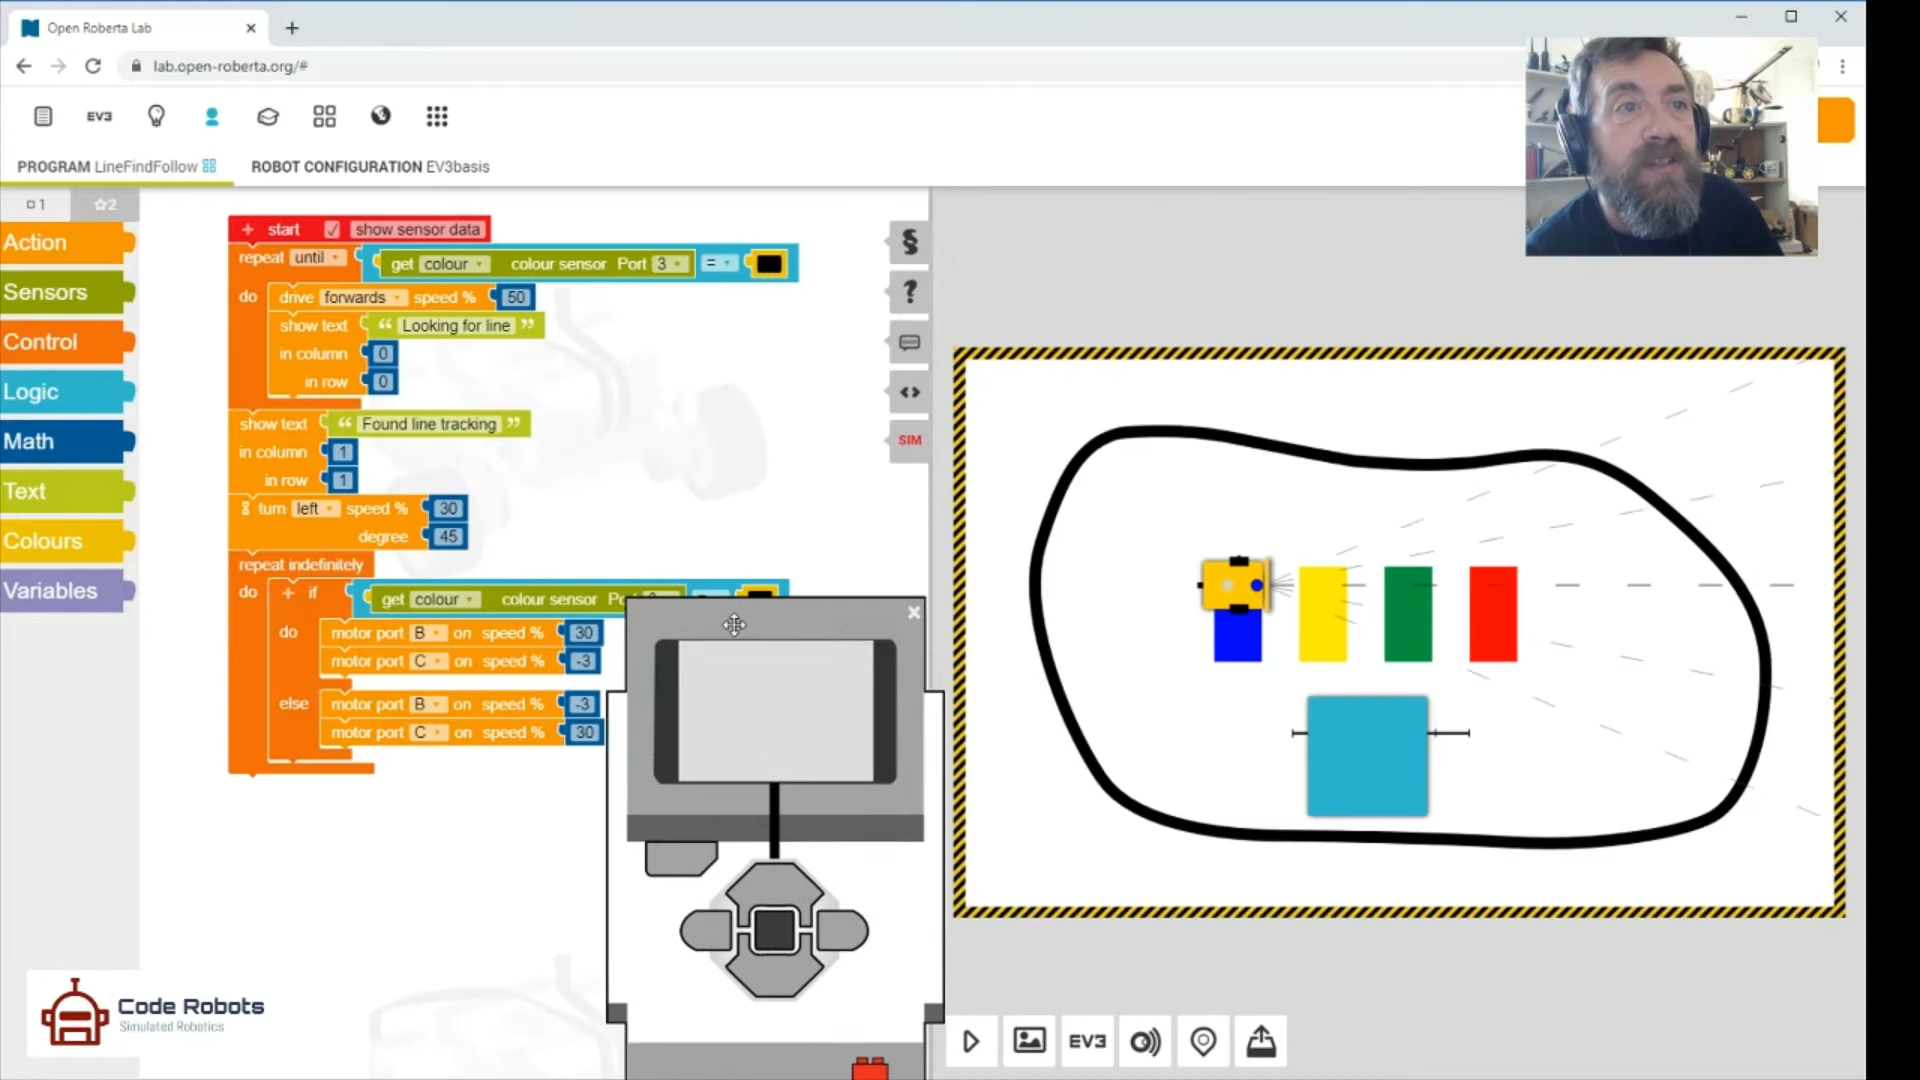 Open Roberta Lab
lab.open-roberta.org/#
EV3
PROGRAM LineFindFollow
ROBOT CONFIGURATION EV3basis
1
2
Action
Sensors
Control
Logic
Math
Text
Colours
Variables
+ start show sensor data
repeat until get colour colour sensor Port 3 =
do drive forwards speed % 50
show text “ Looking for line ”
in column 0
in row 0
show text “ Found line tracking ”
in column 1
in row 1
turn left speed % 30
degree 45
repeat indefinitely
do + if get colour colour sensor
do motor port B on speed % 30
motor port C on speed % -3
else motor port B on speed % -3
motor port C on speed % 30
SIM
Code Robots
Simulated Robotics
EV3